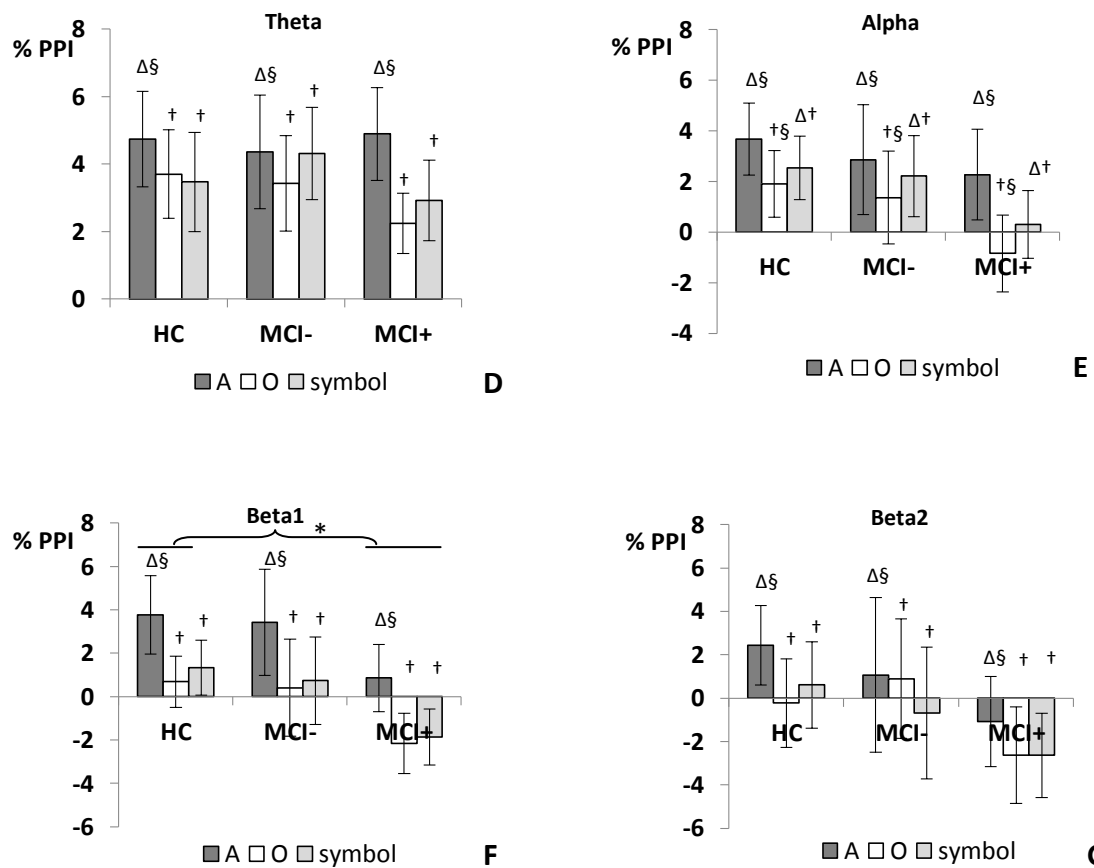 Theta
% PPI
8
6
4
2
0
Δ§ † † Δ§ † † Δ§ † †
HC MCI- MCI+
A O symbol
D
Alpha
% PPI
8
6
4
2
0
-2
-4
Δ§ †§ Δ† Δ§ †§ Δ† Δ§ †§ Δ†
HC MCI- MCI+
A O symbol
E
Beta1
% PPI
8
6
4
2
0
-2
-4
-6
*
Δ§ † † Δ§ † † Δ§ † †
HC MCI- MCI+
A O symbol
F
Beta2
% PPI
8
6
4
2
0
-2
-4
-6
Δ§ † † Δ§ † † Δ§ † †
HC MCI- MCI+
A O symbol